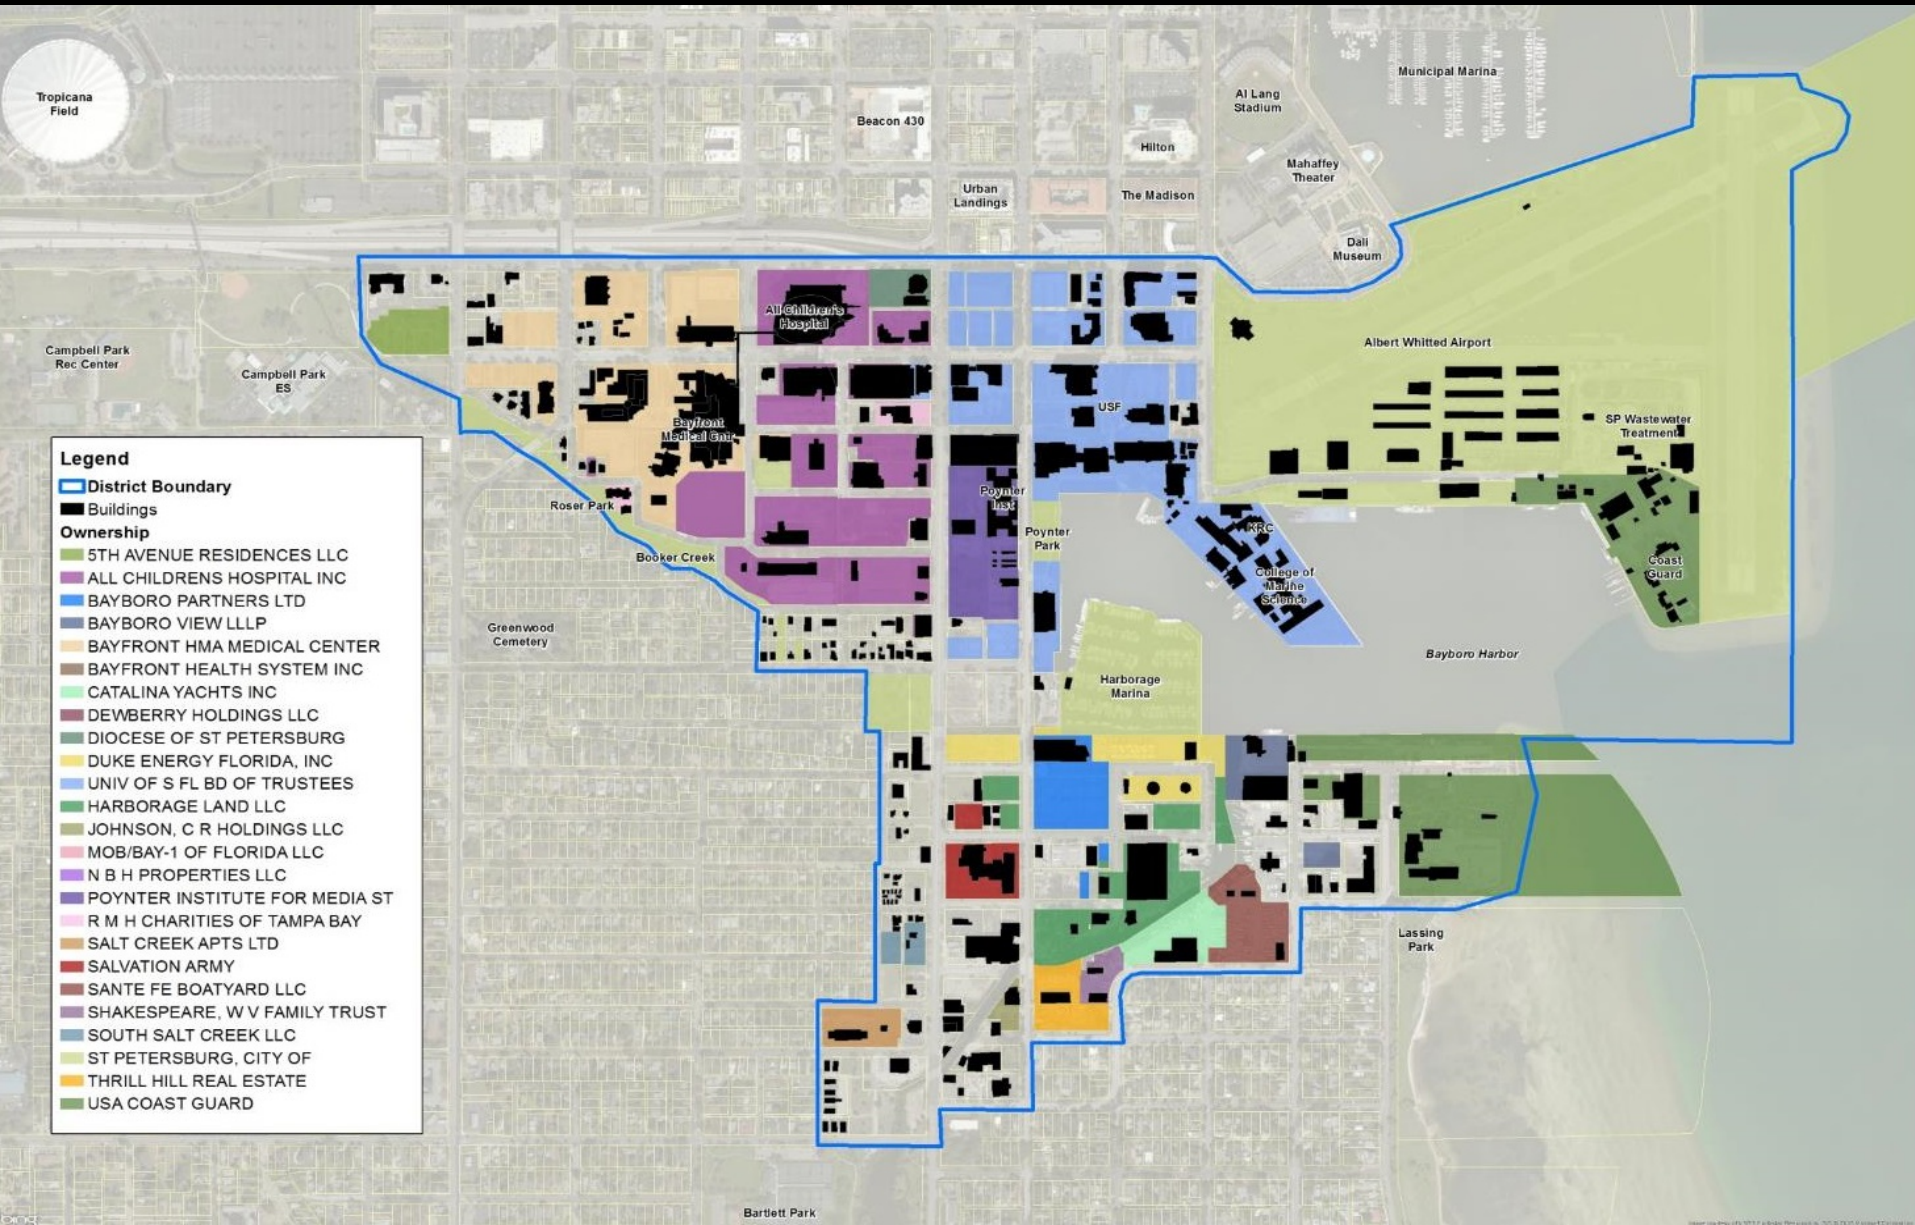 Municipal Marina
Tropicana
Field
Al Lang
Stadium
Beacon 430
Hilton
Mahaffey
Theater
Urban
Landings
The Madison
Dali
Museum
All Children's
Hospital
Albert Whitted Airport
Campbell Park
Rec Center
Campbell Park
ES
USF
SP Wastewater
Treatment
Bayfront
Medical Cntr
Poynter
Inst
Roser Park
KRC
Poynter
Park
Booker Creek
College of
Marine
Science
Coast
Guard
Greenwood
Cemetery
Bayboro Harbor
Harborage
Marina
Lassing
Park
Bartlett Park
Legend
District Boundary
Buildings
Ownership
5TH AVENUE RESIDENCES LLC
ALL CHILDRENS HOSPITAL INC
BAYBORO PARTNERS LTD
BAYBORO VIEW LLLP
BAYFRONT HMA MEDICAL CENTER
BAYFRONT HEALTH SYSTEM INC
CATALINA YACHTS INC
DEWBERRY HOLDINGS LLC
DIOCESE OF ST PETERSBURG
DUKE ENERGY FLORIDA, INC
UNIV OF S FL BD OF TRUSTEES
HARBORAGE LAND LLC
JOHNSON, C R HOLDINGS LLC
MOB/BAY-1 OF FLORIDA LLC
N B H PROPERTIES LLC
POYNTER INSTITUTE FOR MEDIA ST
R M H CHARITIES OF TAMPA BAY
SALT CREEK APTS LTD
SALVATION ARMY
SANTE FE BOATYARD LLC
SHAKESPEARE, W V FAMILY TRUST
SOUTH SALT CREEK LLC
ST PETERSBURG, CITY OF
THRILL HILL REAL ESTATE
USA COAST GUARD
bing